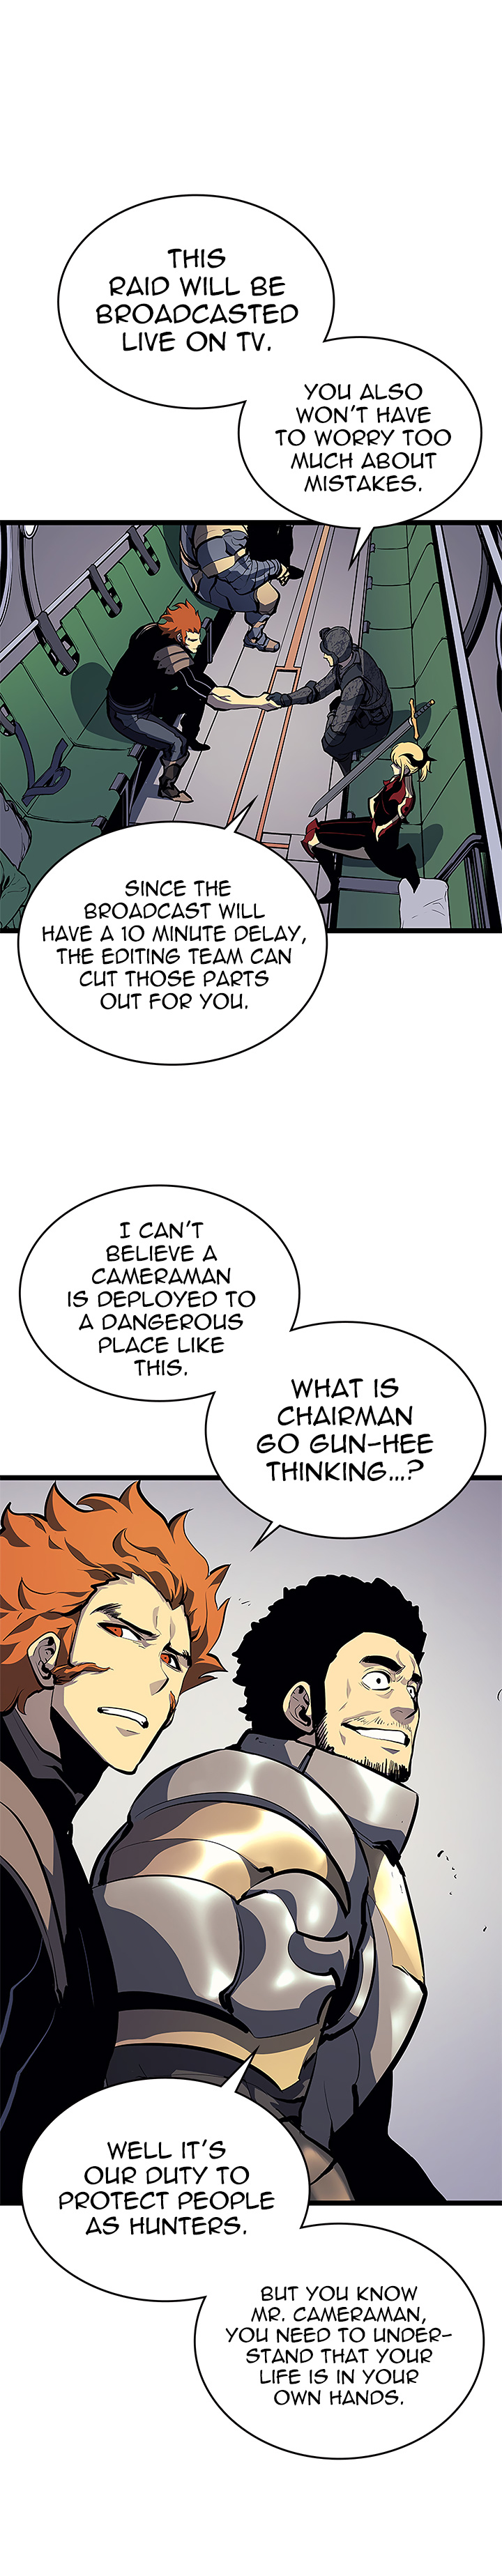 THIS
RAID WILL BE
BROADCASTED
LIVE ON TV.
YOU ALSO
WON'T HAVE
TO WORRY TOO
MUCH ABOUT
MISTAKES.
SINCE THE
BROADCAST WILL
HAVE A 10 MINUTE DELAY,
THE EDITING TEAM CAN
CUT THOSE PARTS
OUT FOR YOU.
I CAN'T
BELIEVE A
CAMERAMAN
IS DEPLOYED TO
A DANGEROUS
PLACE LIKE
THIS.
WHAT IS
CHAIRMAN
GO GUN-HEE
THINKING...?
WELL IT'S
OUR DUTY TO
PROTECT PEOPLE
AS HUNTERS.
BUT YOU KNOW
MR. CAMERAMAN,
YOU NEED TO UNDER-
STAND THAT YOUR
LIFE IS IN YOUR
OWN HANDS.